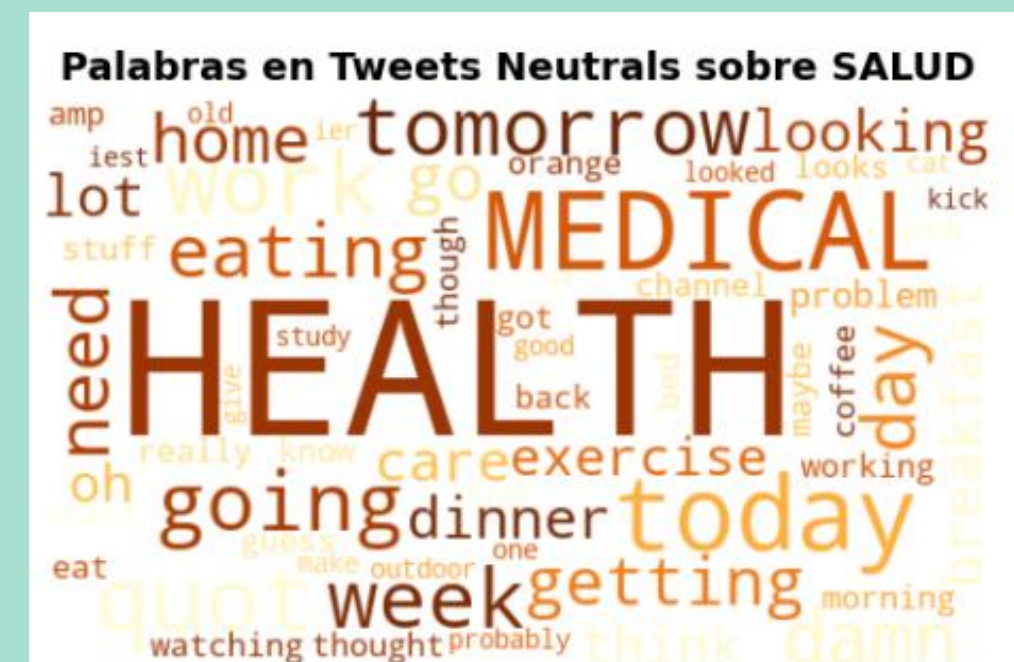 Palabras en Tweets Neutrals sobre SALUD
amp old home ier tomorrow looking
iest orange looked looks cat
lot work go MEDICAL kick
stuff eating though
channel problem
need HEALTH study got good
give back bed maybe coffee day
really know care exercise working breakfast
oh going dinner today
guess one
eat make outdoor
quot week getting morning
watching thought probably think damn